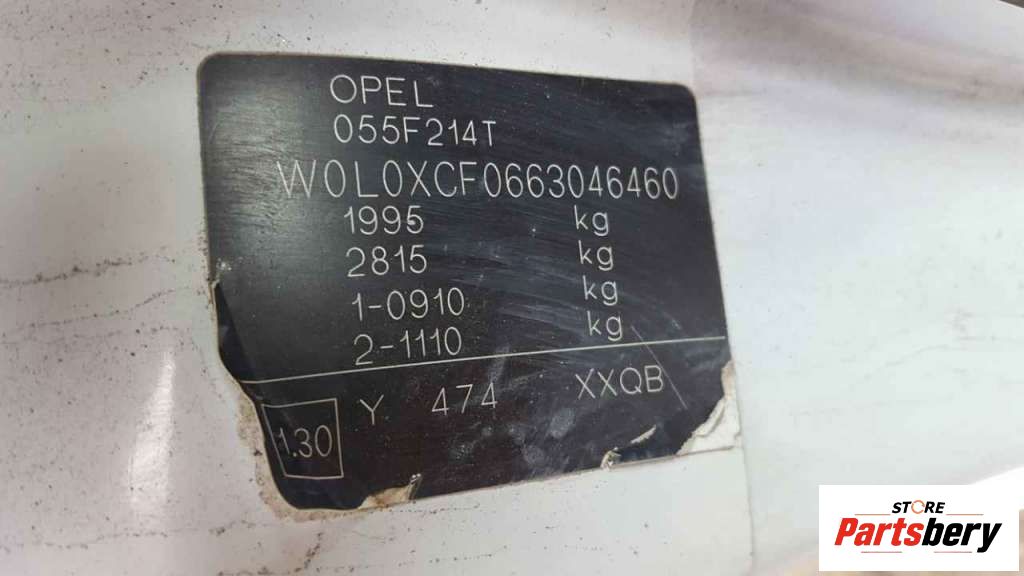 OPEL
055F214T
W0L0XCF0663046460
1995 kg
2815 kg
1-0910 kg
2-1110 kg
Y 474 XXQB
1.30
STORE
Partsbery